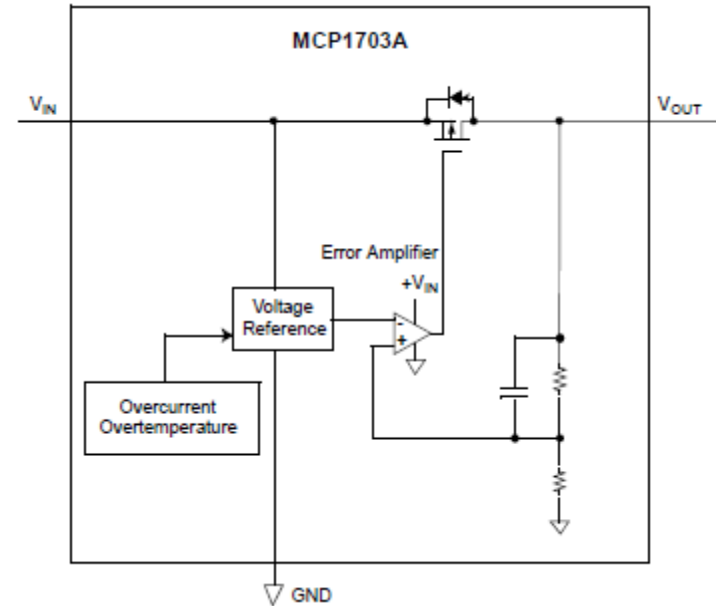 MCP1703A
VIN
VOUT
Error Amplifier
+VIN
Voltage
Reference
-
+
Overcurrent
Overtemperature
GND